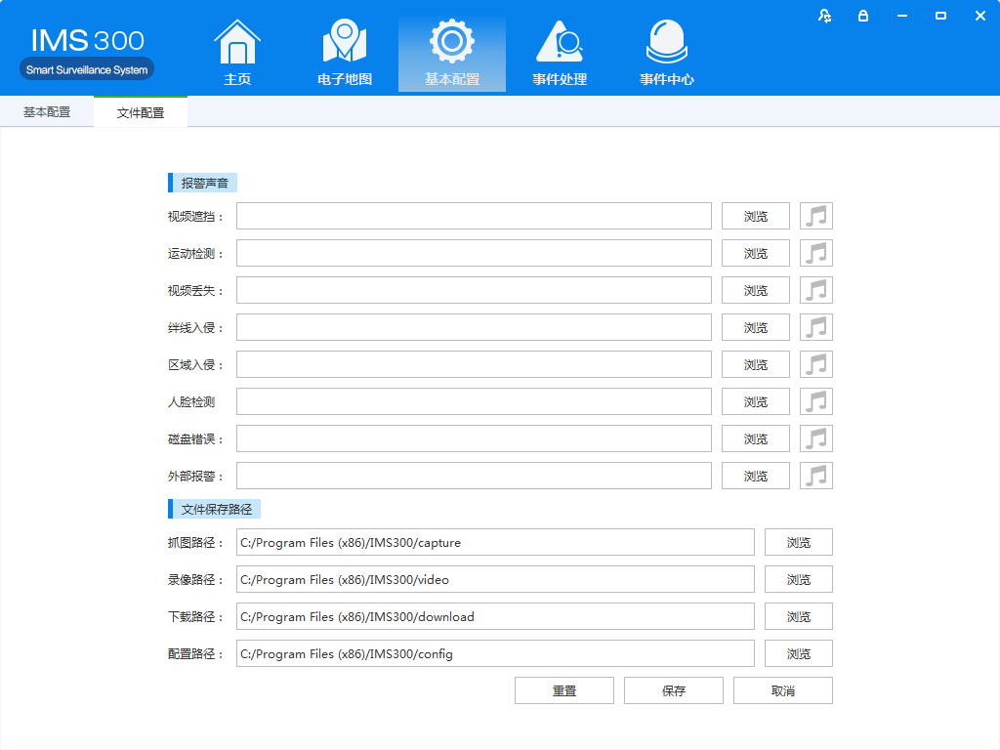 IMS 300
Smart Surveillance System
主页
电子地图
基本配置
事件处理
事件中心
基本配置
文件配置
报警声音
视频遮挡： 浏览
运动检测： 浏览
视频丢失： 浏览
绊线入侵： 浏览
区域入侵： 浏览
人脸检测 浏览
磁盘错误： 浏览
外部报警： 浏览
文件保存路径
抓图路径： C:/Program Files (x86)/IMS300/capture 浏览
录像路径： C:/Program Files (x86)/IMS300/video 浏览
下载路径： C:/Program Files (x86)/IMS300/download 浏览
配置路径： C:/Program Files (x86)/IMS300/config 浏览
重置 保存 取消